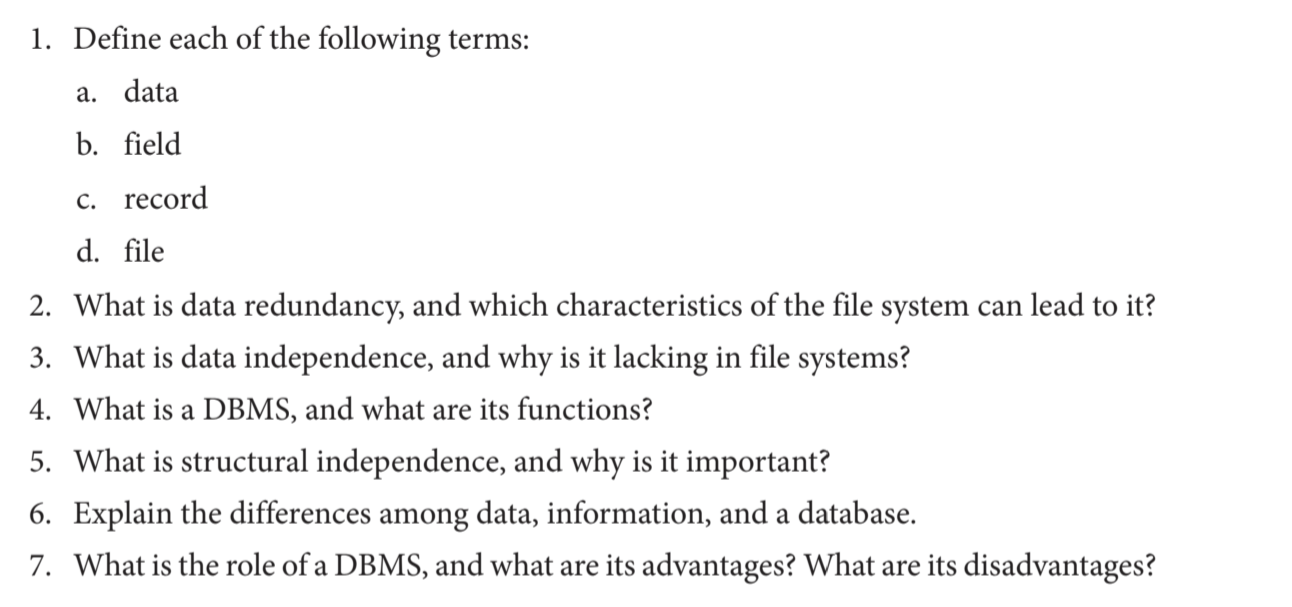 1. Define each of the following terms:
a. data
b. field
c. record
d. file
2. What is data redundancy, and which characteristics of the file system can lead to it?
3. What is data independence, and why is it lacking in file systems?
4. What is a DBMS, and what are its functions?
5. What is structural independence, and why is it important?
6. Explain the differences among data, information, and a database.
7. What is the role of a DBMS, and what are its advantages? What are its disadvantages?